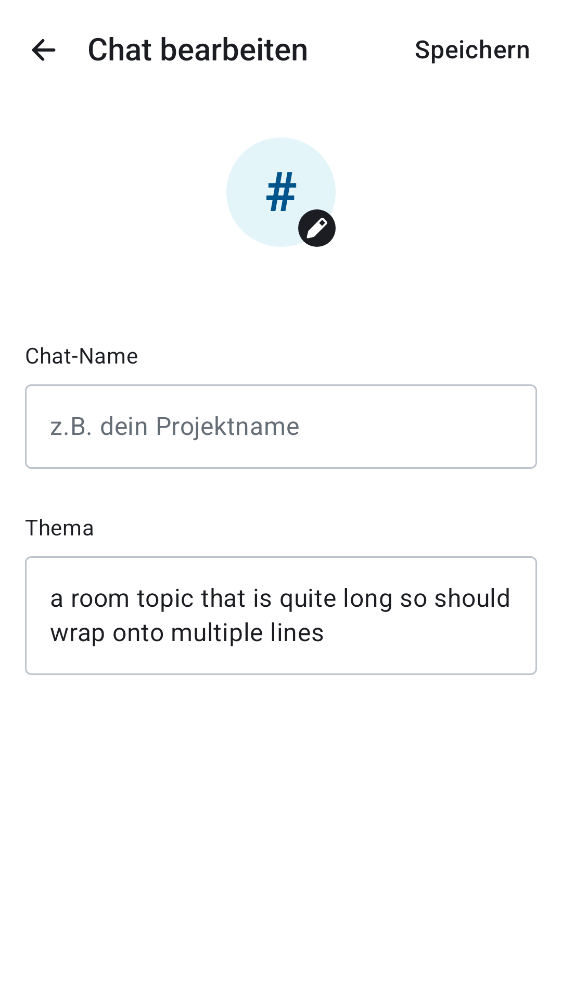 Chat bearbeiten
Speichern
#
Chat-Name
z.B. dein Projektname
Thema
a room topic that is quite long so should
wrap onto multiple lines